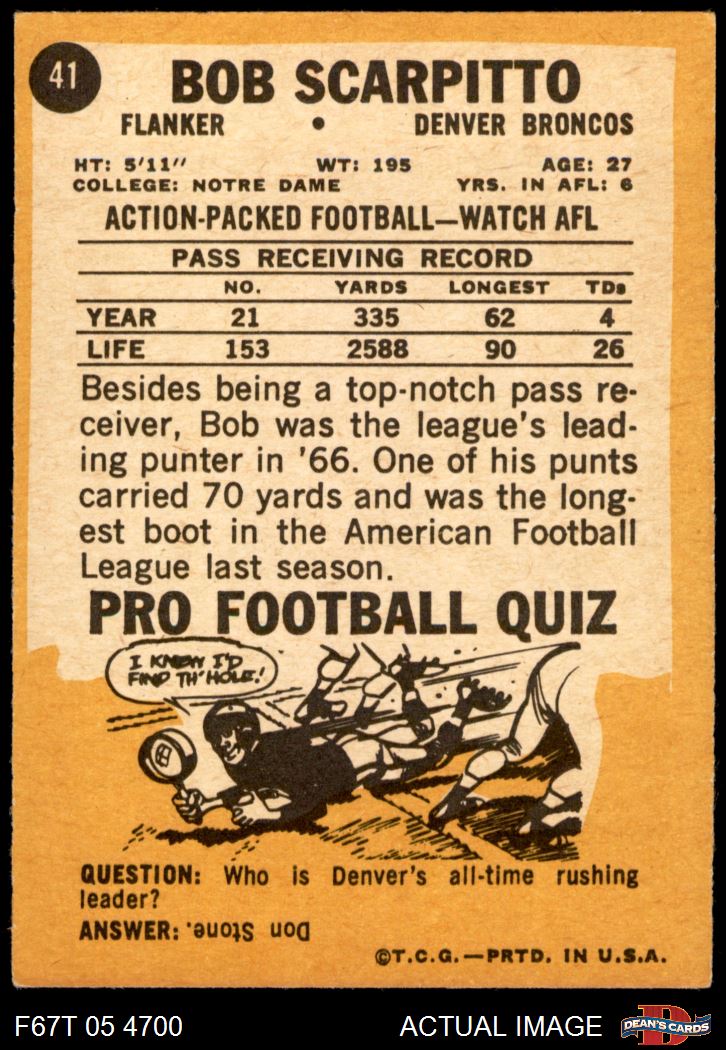 41
BOB SCARPITTO
FLANKER • DENVER BRONCOS
HT: 5'11" WT: 195 AGE: 27
COLLEGE: NOTRE DAME YRS. IN AFL: 6
ACTION-PACKED FOOTBALL—WATCH AFL
PASS RECEIVING RECORD
NO. YARDS LONGEST TDs
YEAR 21 335 62 4
LIFE 153 2588 90 26
Besides being a top-notch pass re-
ceiver, Bob was the league's lead-
ing punter in '66. One of his punts
carried 70 yards and was the long-
est boot in the American Football
League last season.
PRO FOOTBALL QUIZ
I KNEW I'D
FIND TH' HOLE!
QUESTION: Who is Denver's all-time rushing
leader?
ANSWER: Don Stone.
©T.C.G.—PRTD. IN U.S.A.
F67T 05 4700 ACTUAL IMAGE
D
DEAN'S CARDS